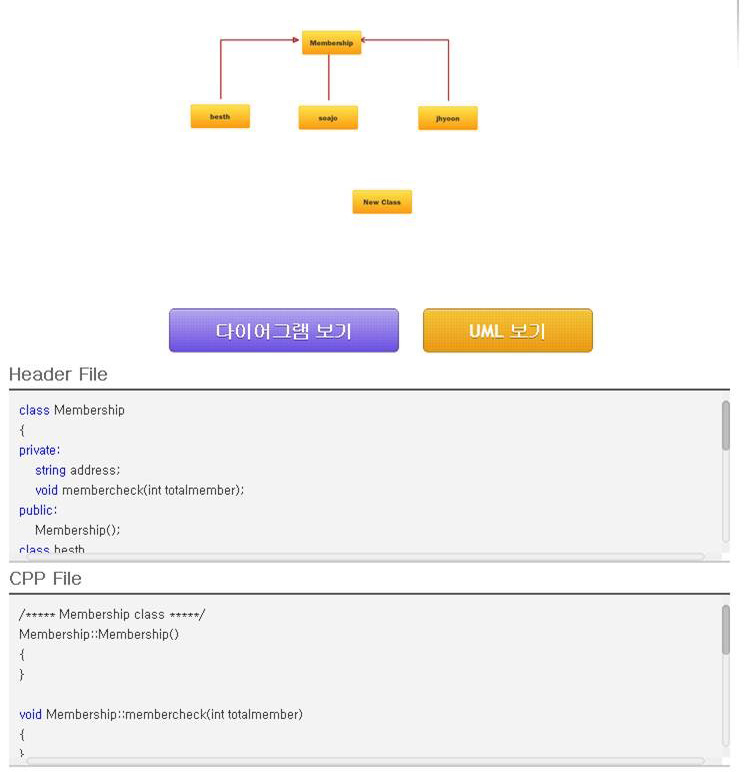 Membership
besth
soajo
jhyoon
New Class
다이어그램 보기
UML 보기
Header File
class Membership
{
private:
string address;
void membercheck(int totalmember);
public:
Membership();
class besth
CPP File
/***** Membership class *****/
Membership::Membership()
{
}
void Membership::membercheck(int totalmember)
{
}